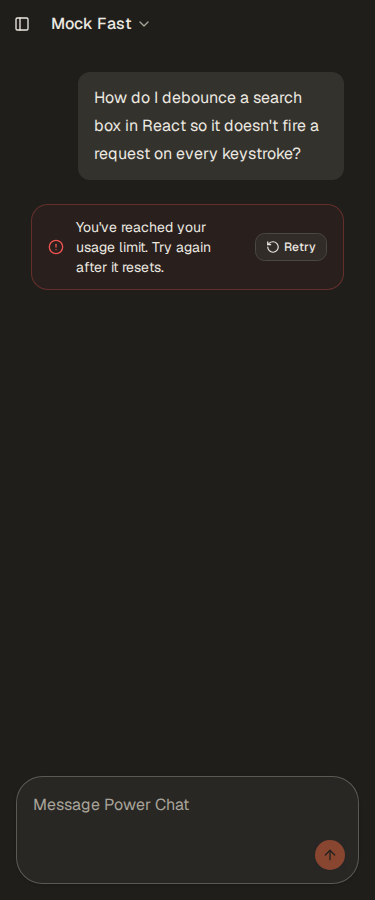 Mock Fast
How do I debounce a search
box in React so it doesn't fire a
request on every keystroke?
You've reached your
usage limit. Try again
after it resets.
Retry
Message Power Chat